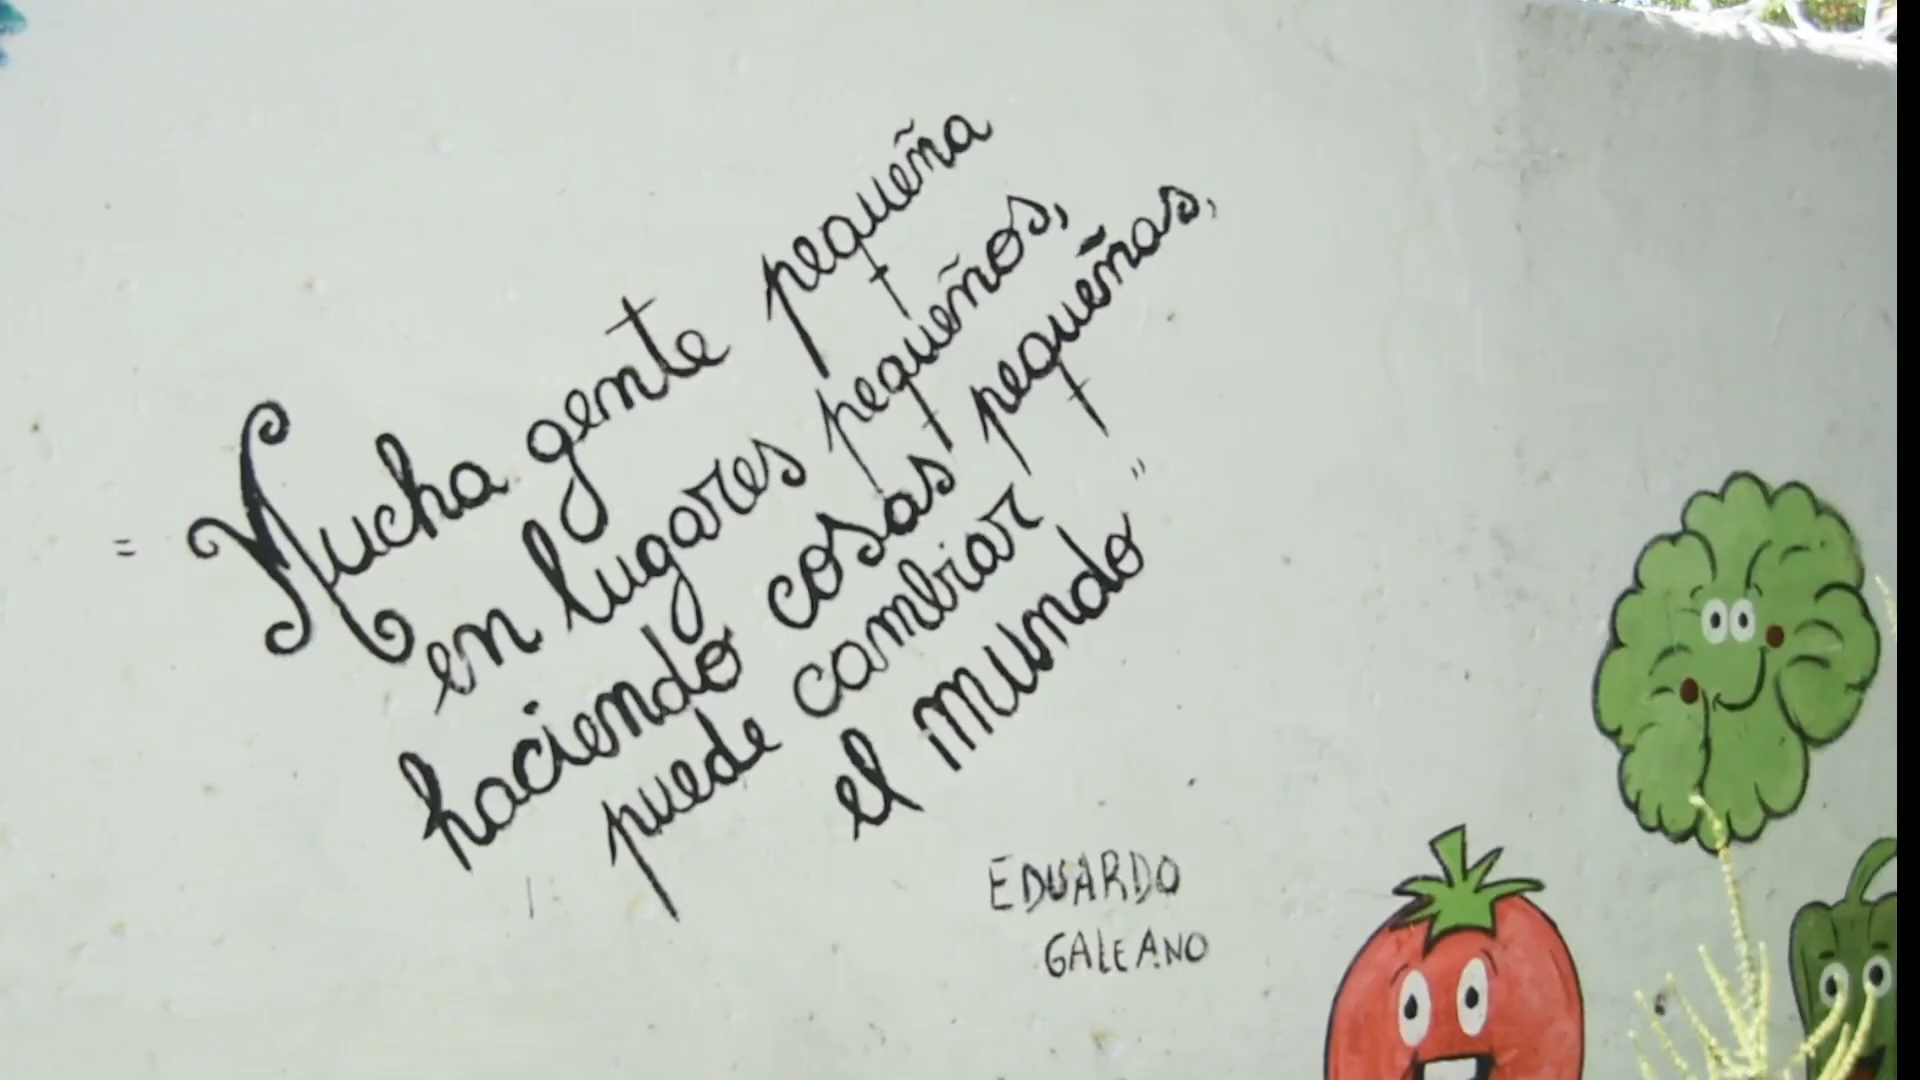 "Mucha gente pequeña
en lugares pequeños,
haciendo cosas pequeñas,
puede cambiar
el mundo"
EDUARDO
GALEANO